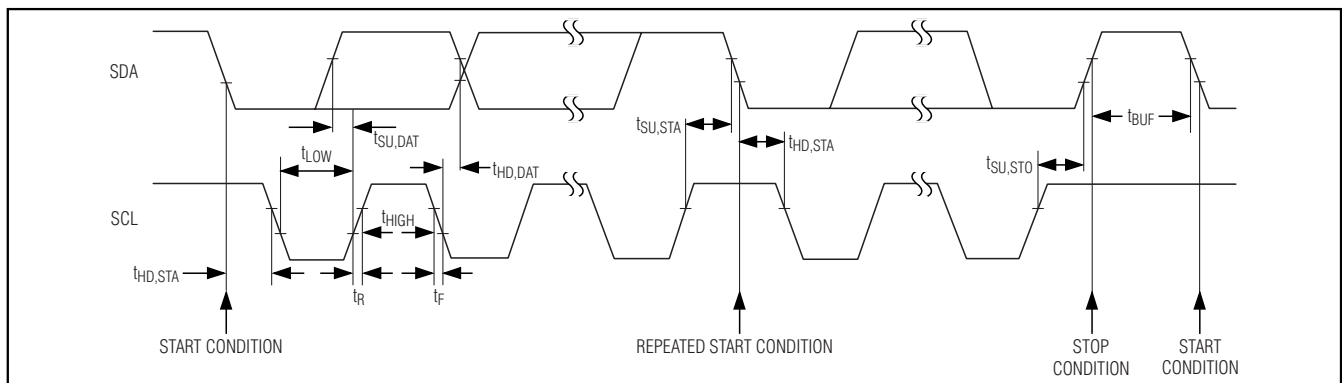 SDA
tSU,DAT
tLOW
tHD,DAT
tSU,STA
tHD,STA
tBUF
tSU,STO
SCL
tHIGH
tHD,STA
tR
tF
START CONDITION
REPEATED START CONDITION
STOP
CONDITION
START
CONDITION